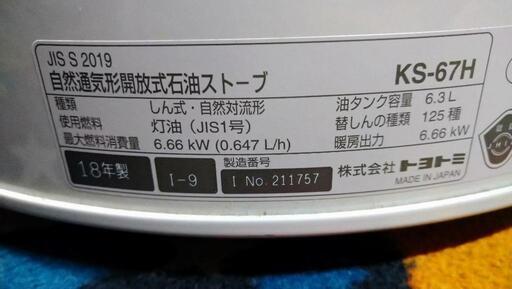 JIS S 2019
自然通気形開放式石油ストーブ KS-67H
種類 しん式・自然対流形 油タンク容量 6.3 L
使用燃料 灯油（JIS1号） 替しんの種類 125種
最大燃料消費量 6.66 kW (0.647 L/h) 暖房出力 6.66 kW
製造番号
18年製 I-9 I No.211757 株式会社トヨトミ
MADE IN JAPAN